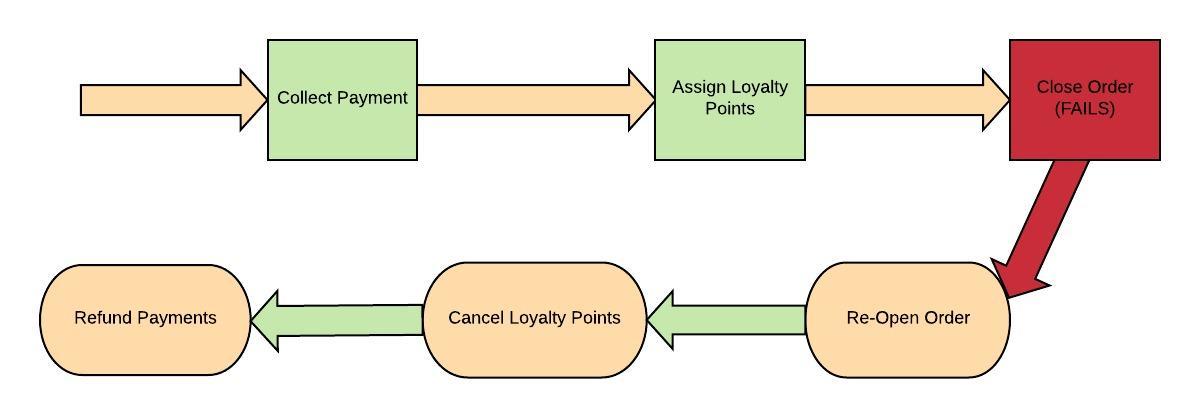 Collect Payment
Assign Loyalty
Points
Close Order
(FAILS)
Refund Payments
Cancel Loyalty Points
Re-Open Order